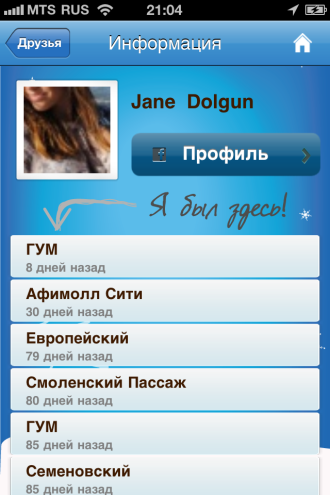 MTS RUS 21:04
Друзья Информация
Jane Dolgun
Профиль
Я был здесь!
ГУМ
8 дней назад
Афимолл Сити
30 дней назад
Европейский
79 дней назад
Смоленский Пассаж
80 дней назад
ГУМ
85 дней назад
Семеновский
85 дней назад